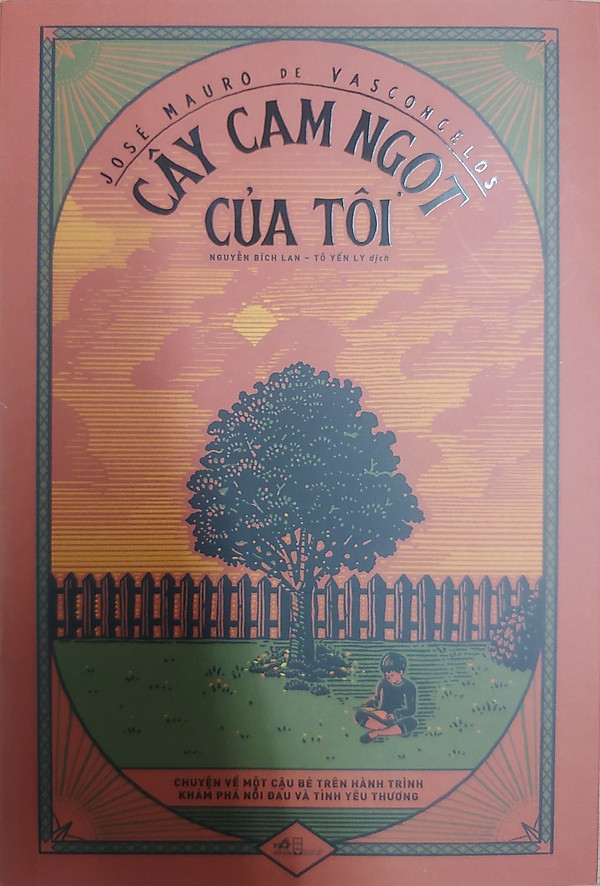 JOSÉ MAURO DE VASCONCELOS
CÂY CAM NGỌT
CỦA TÔI
NGUYỄN BÍCH LAN – TÔ YẾN LY dịch
CHUYỆN VỀ MỘT CẬU BÉ TRÊN HÀNH TRÌNH
KHÁM PHÁ NỖI ĐAU VÀ TÌNH YÊU THƯƠNG